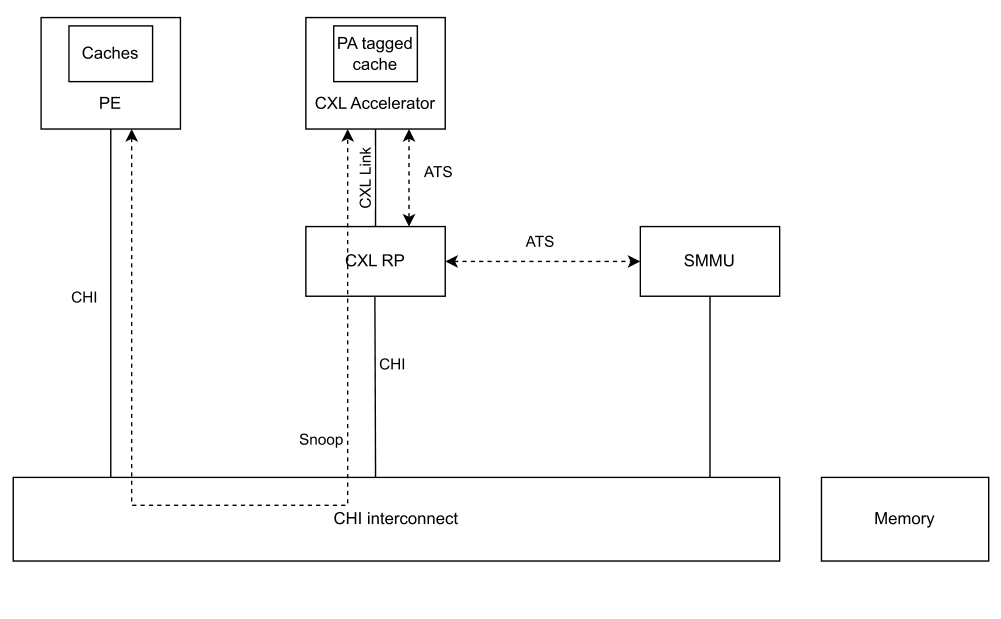 Caches
PE
PA tagged
cache
CXL Accelerator
CXL Link
ATS
CXL RP
ATS
SMMU
CHI
CHI
Snoop
CHI interconnect
Memory